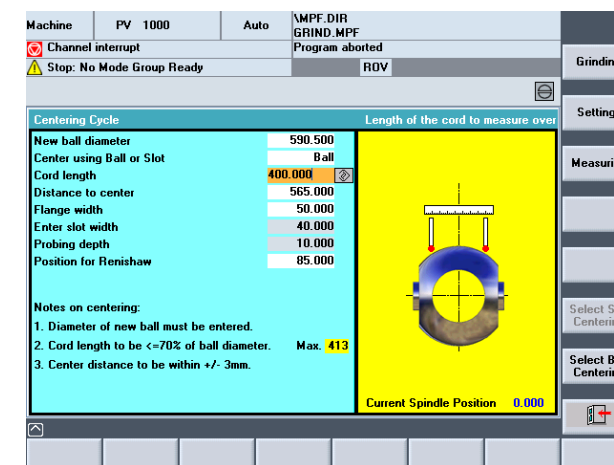 Machine PV 1000 Auto \MPF.DIR
GRIND.MPF
Channel interrupt Program aborted
Stop: No Mode Group Ready ROV
Centering Cycle Length of the cord to measure over
New ball diameter 590.500
Center using Ball or Slot Ball
Cord length 400.000
Distance to center 565.000
Flange width 50.000
Enter slot width 40.000
Probing depth 10.000
Position for Renishaw 85.000
Notes on centering:
1. Diameter of new ball must be entered.
2. Cord length to be <=70% of ball diameter. Max. 413
3. Center distance to be within +/- 3mm.
Current Spindle Position 0.000
Grindin
Setting
Measuri
Select S
Centerin
Select B
Centerin